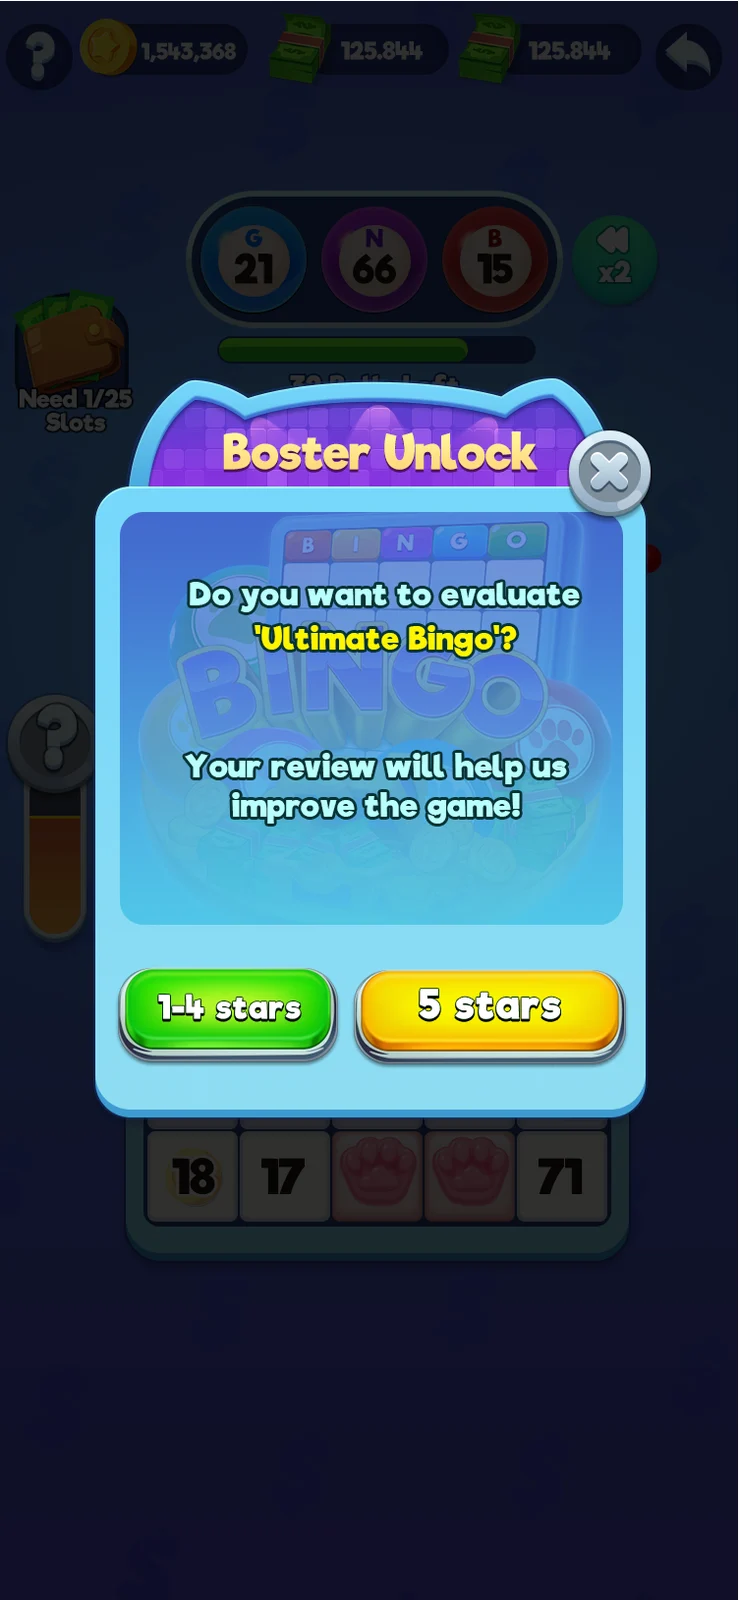 1,543,368
125.844
125.844
G
21
N
66
B
15
x2
Need 1/25
Slots
Boster Unlock
B I N G O
Do you want to evaluate
'Ultimate Bingo'?
BINGO
Your review will help us
improve the game!
1-4 stars
5 stars
18
17
71